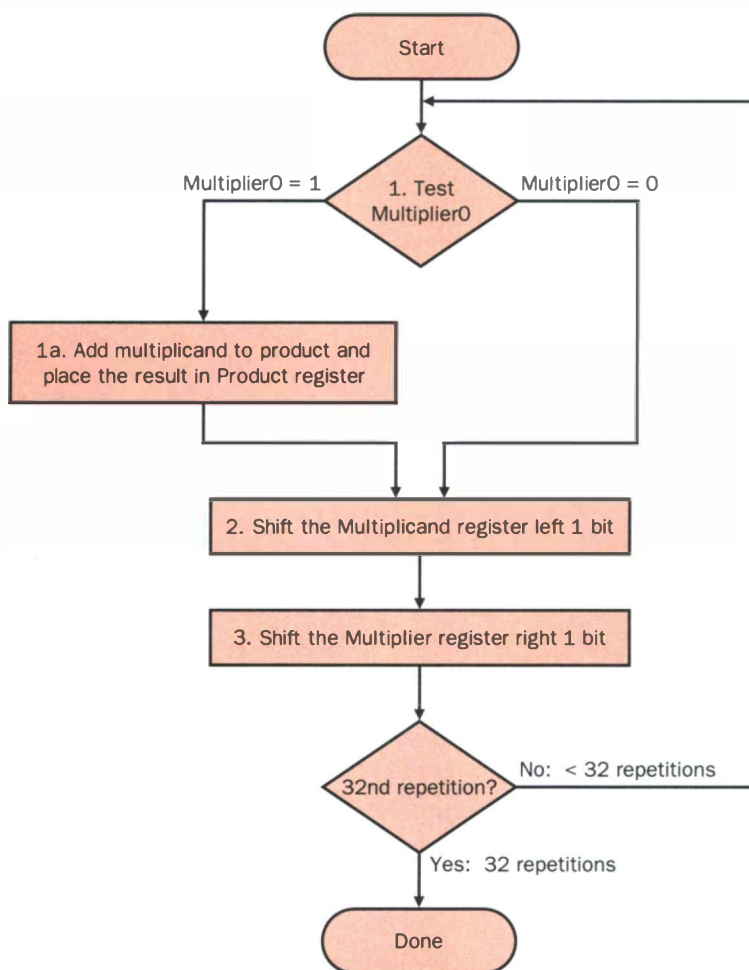 Start
Multiplier0 = 1
1. Test
Multiplier0
Multiplier0 = 0
1a. Add multiplicand to product and
place the result in Product register
2. Shift the Multiplicand register left 1 bit
3. Shift the Multiplier register right 1 bit
32nd repetition?
No: < 32 repetitions
Yes: 32 repetitions
Done